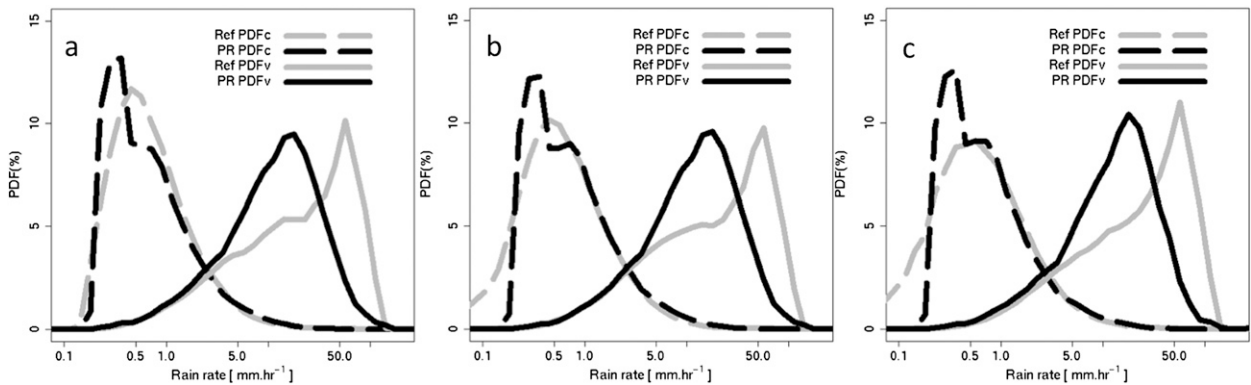 a
Ref PDFc
PR PDFc
Ref PDFv
PR PDFv
PDF(%)
15
10
5
0
0.1 0.5 1.0 5.0 50.0
Rain rate [ mm.hr⁻¹ ]
b
Ref PDFc
PR PDFc
Ref PDFv
PR PDFv
PDF(%)
15
10
5
0
0.1 0.5 1.0 5.0 50.0
Rain rate [ mm.hr⁻¹ ]
c
Ref PDFc
PR PDFc
Ref PDFv
PR PDFv
PDF(%)
15
10
5
0
0.1 0.5 1.0 5.0 50.0
Rain rate [ mm.hr⁻¹ ]